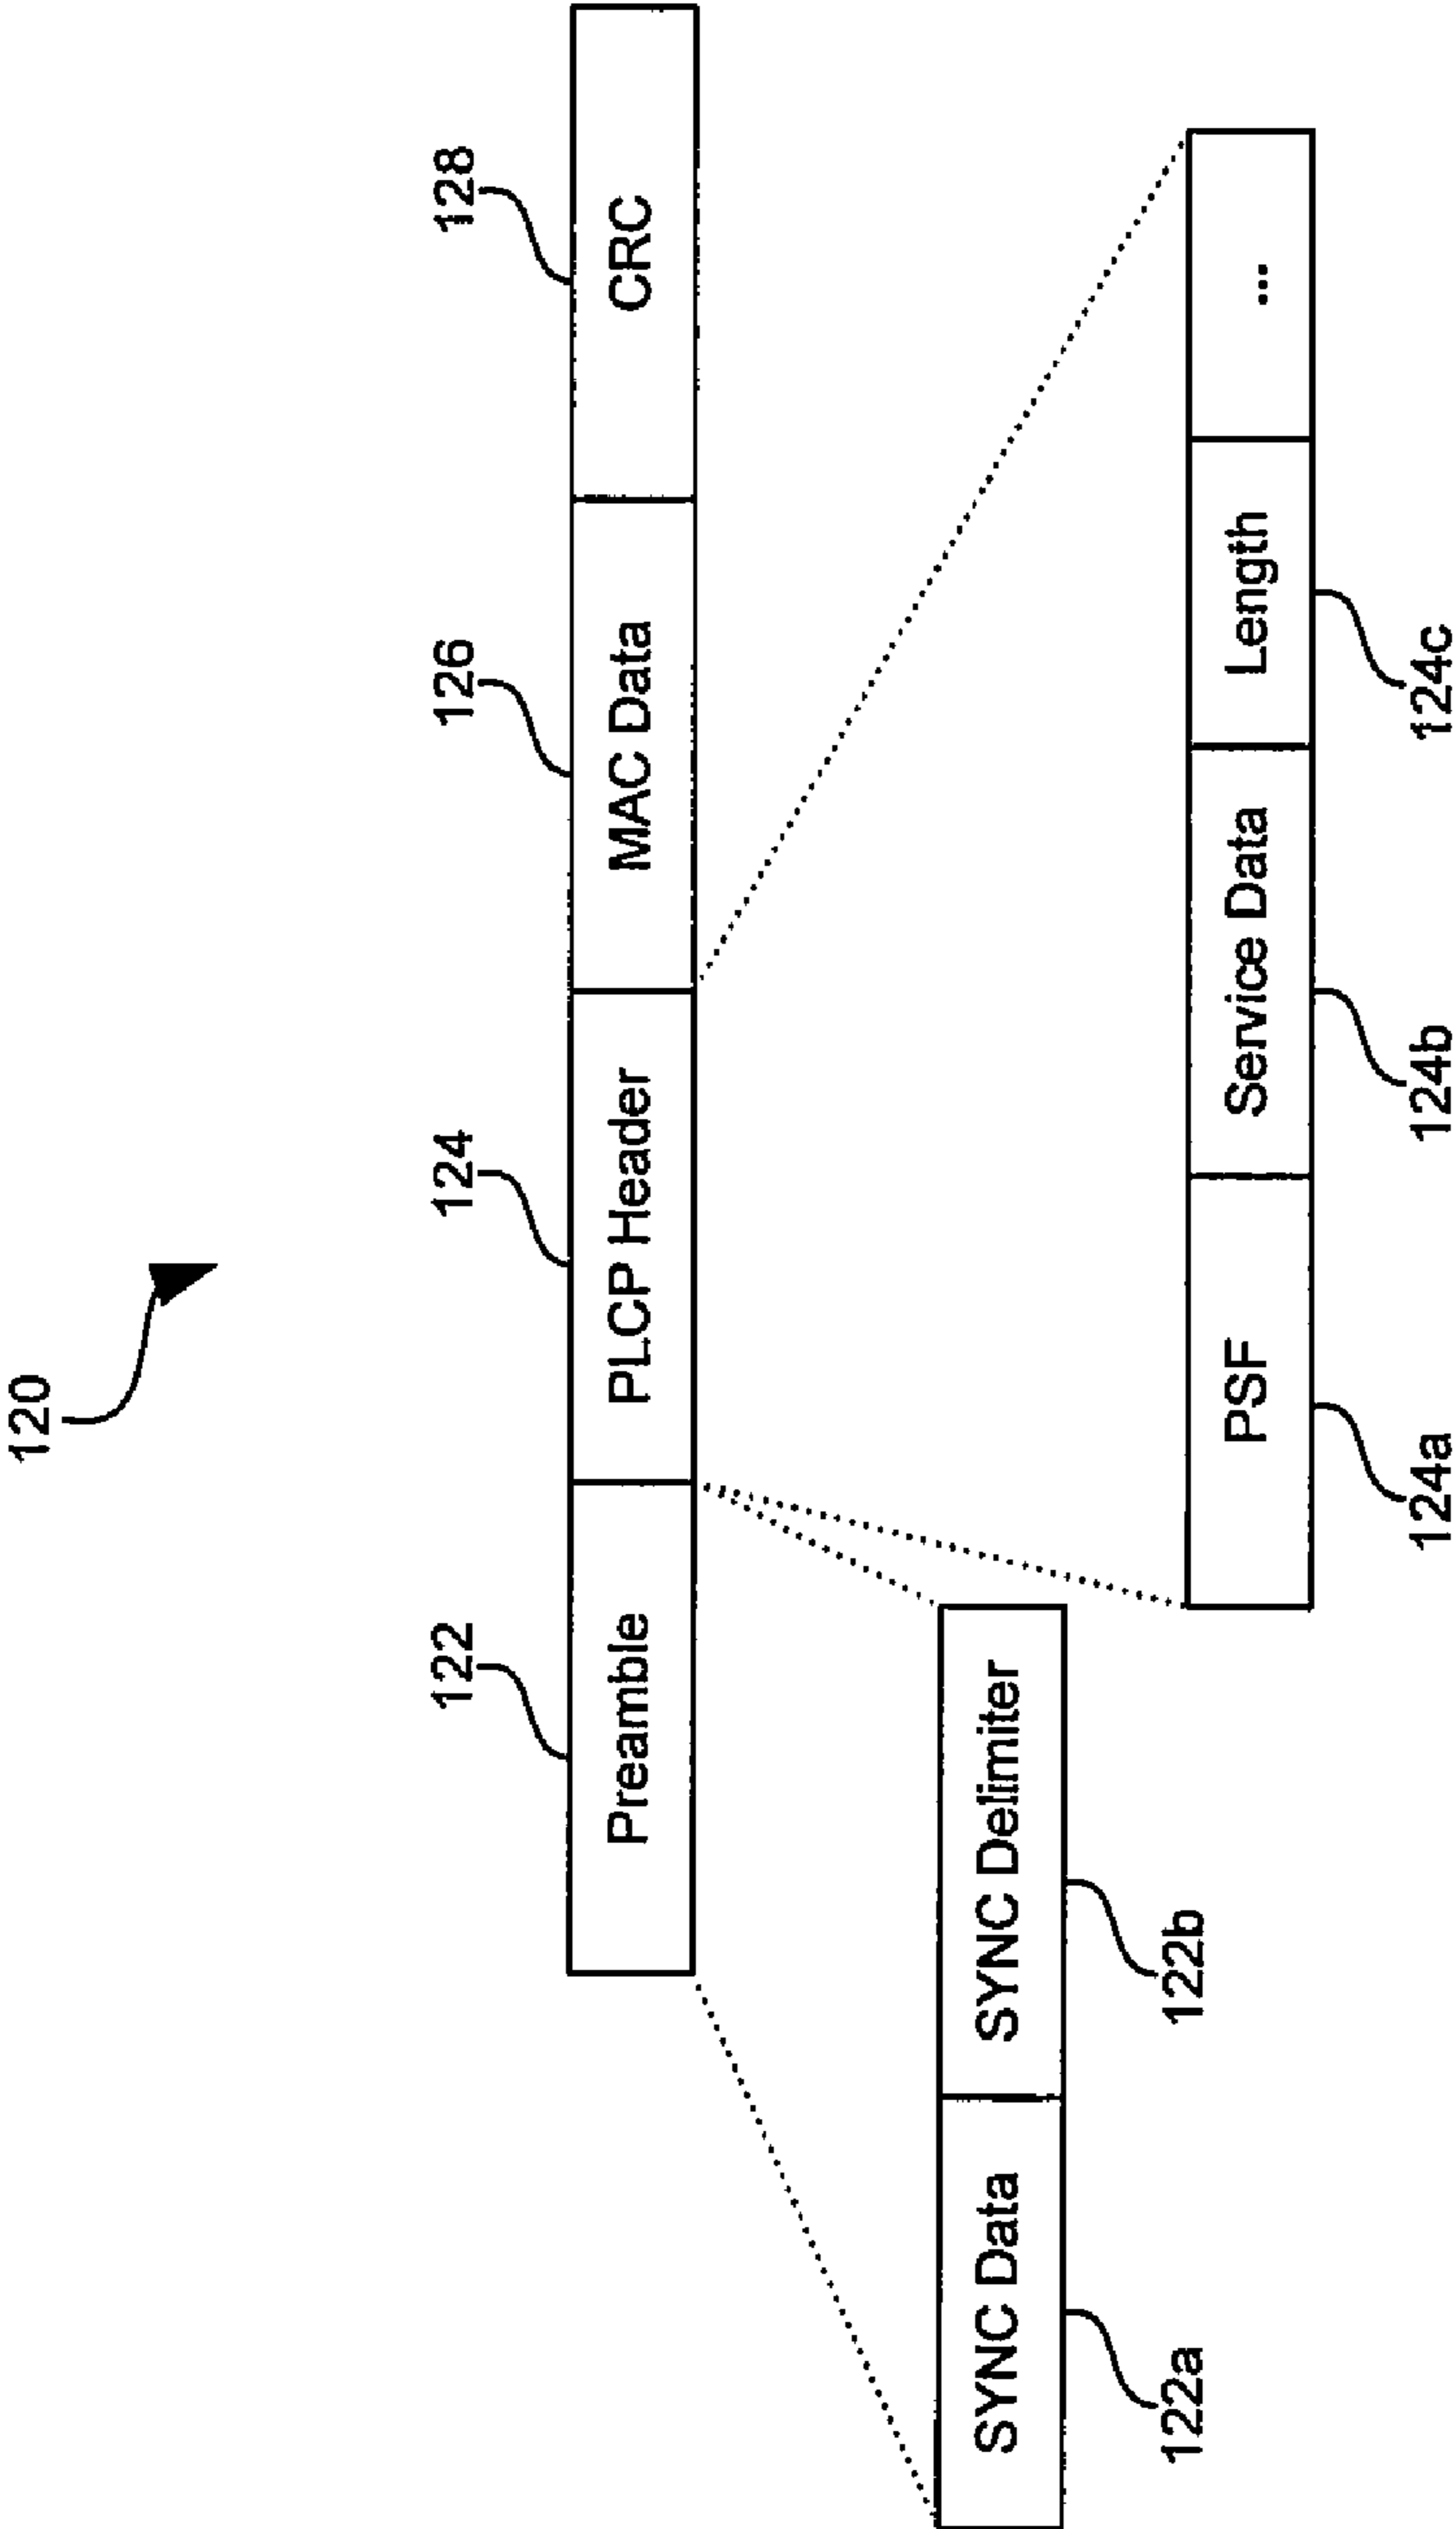 120
122 124 126 128
Preamble PLCP Header MAC Data CRC
SYNC Data SYNC Delimiter
122a 122b
PSF Service Data Length ...
124a 124b 124c